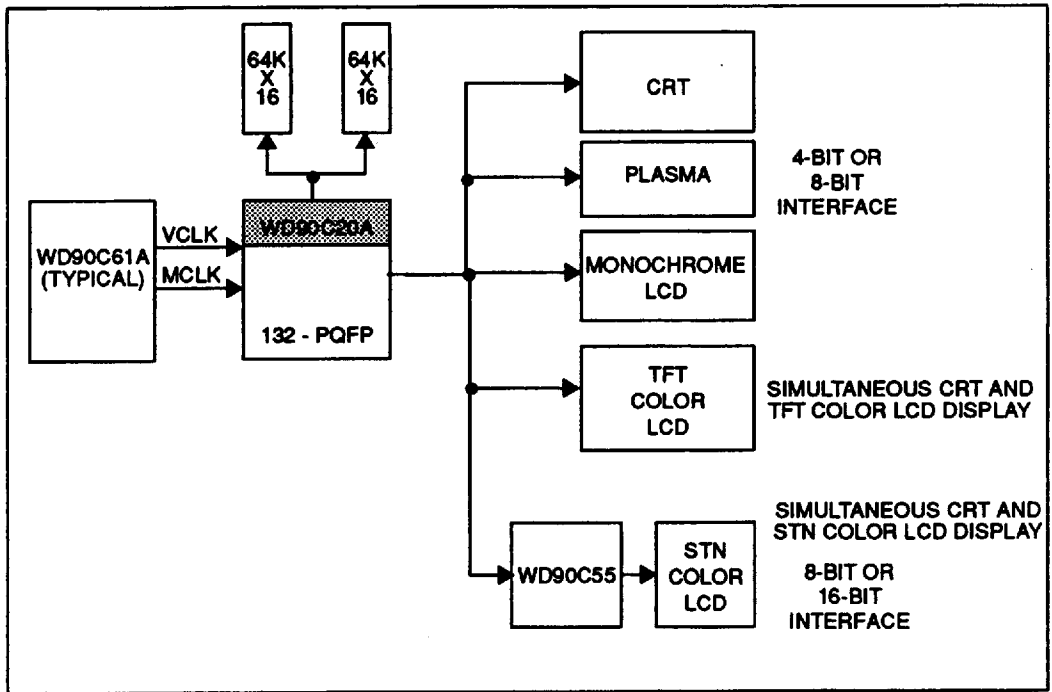 64K
X
16
64K
X
16
CRT
PLASMA
4-BIT OR
8-BIT
INTERFACE
WD90C20A
VCLK
WD90C61A
(TYPICAL)
MCLK
132 - PQFP
MONOCHROME
LCD
TFT
COLOR
LCD
SIMULTANEOUS CRT AND
TFT COLOR LCD DISPLAY
SIMULTANEOUS CRT AND
STN COLOR LCD DISPLAY
WD90C55
STN
COLOR
LCD
8-BIT OR
16-BIT
INTERFACE